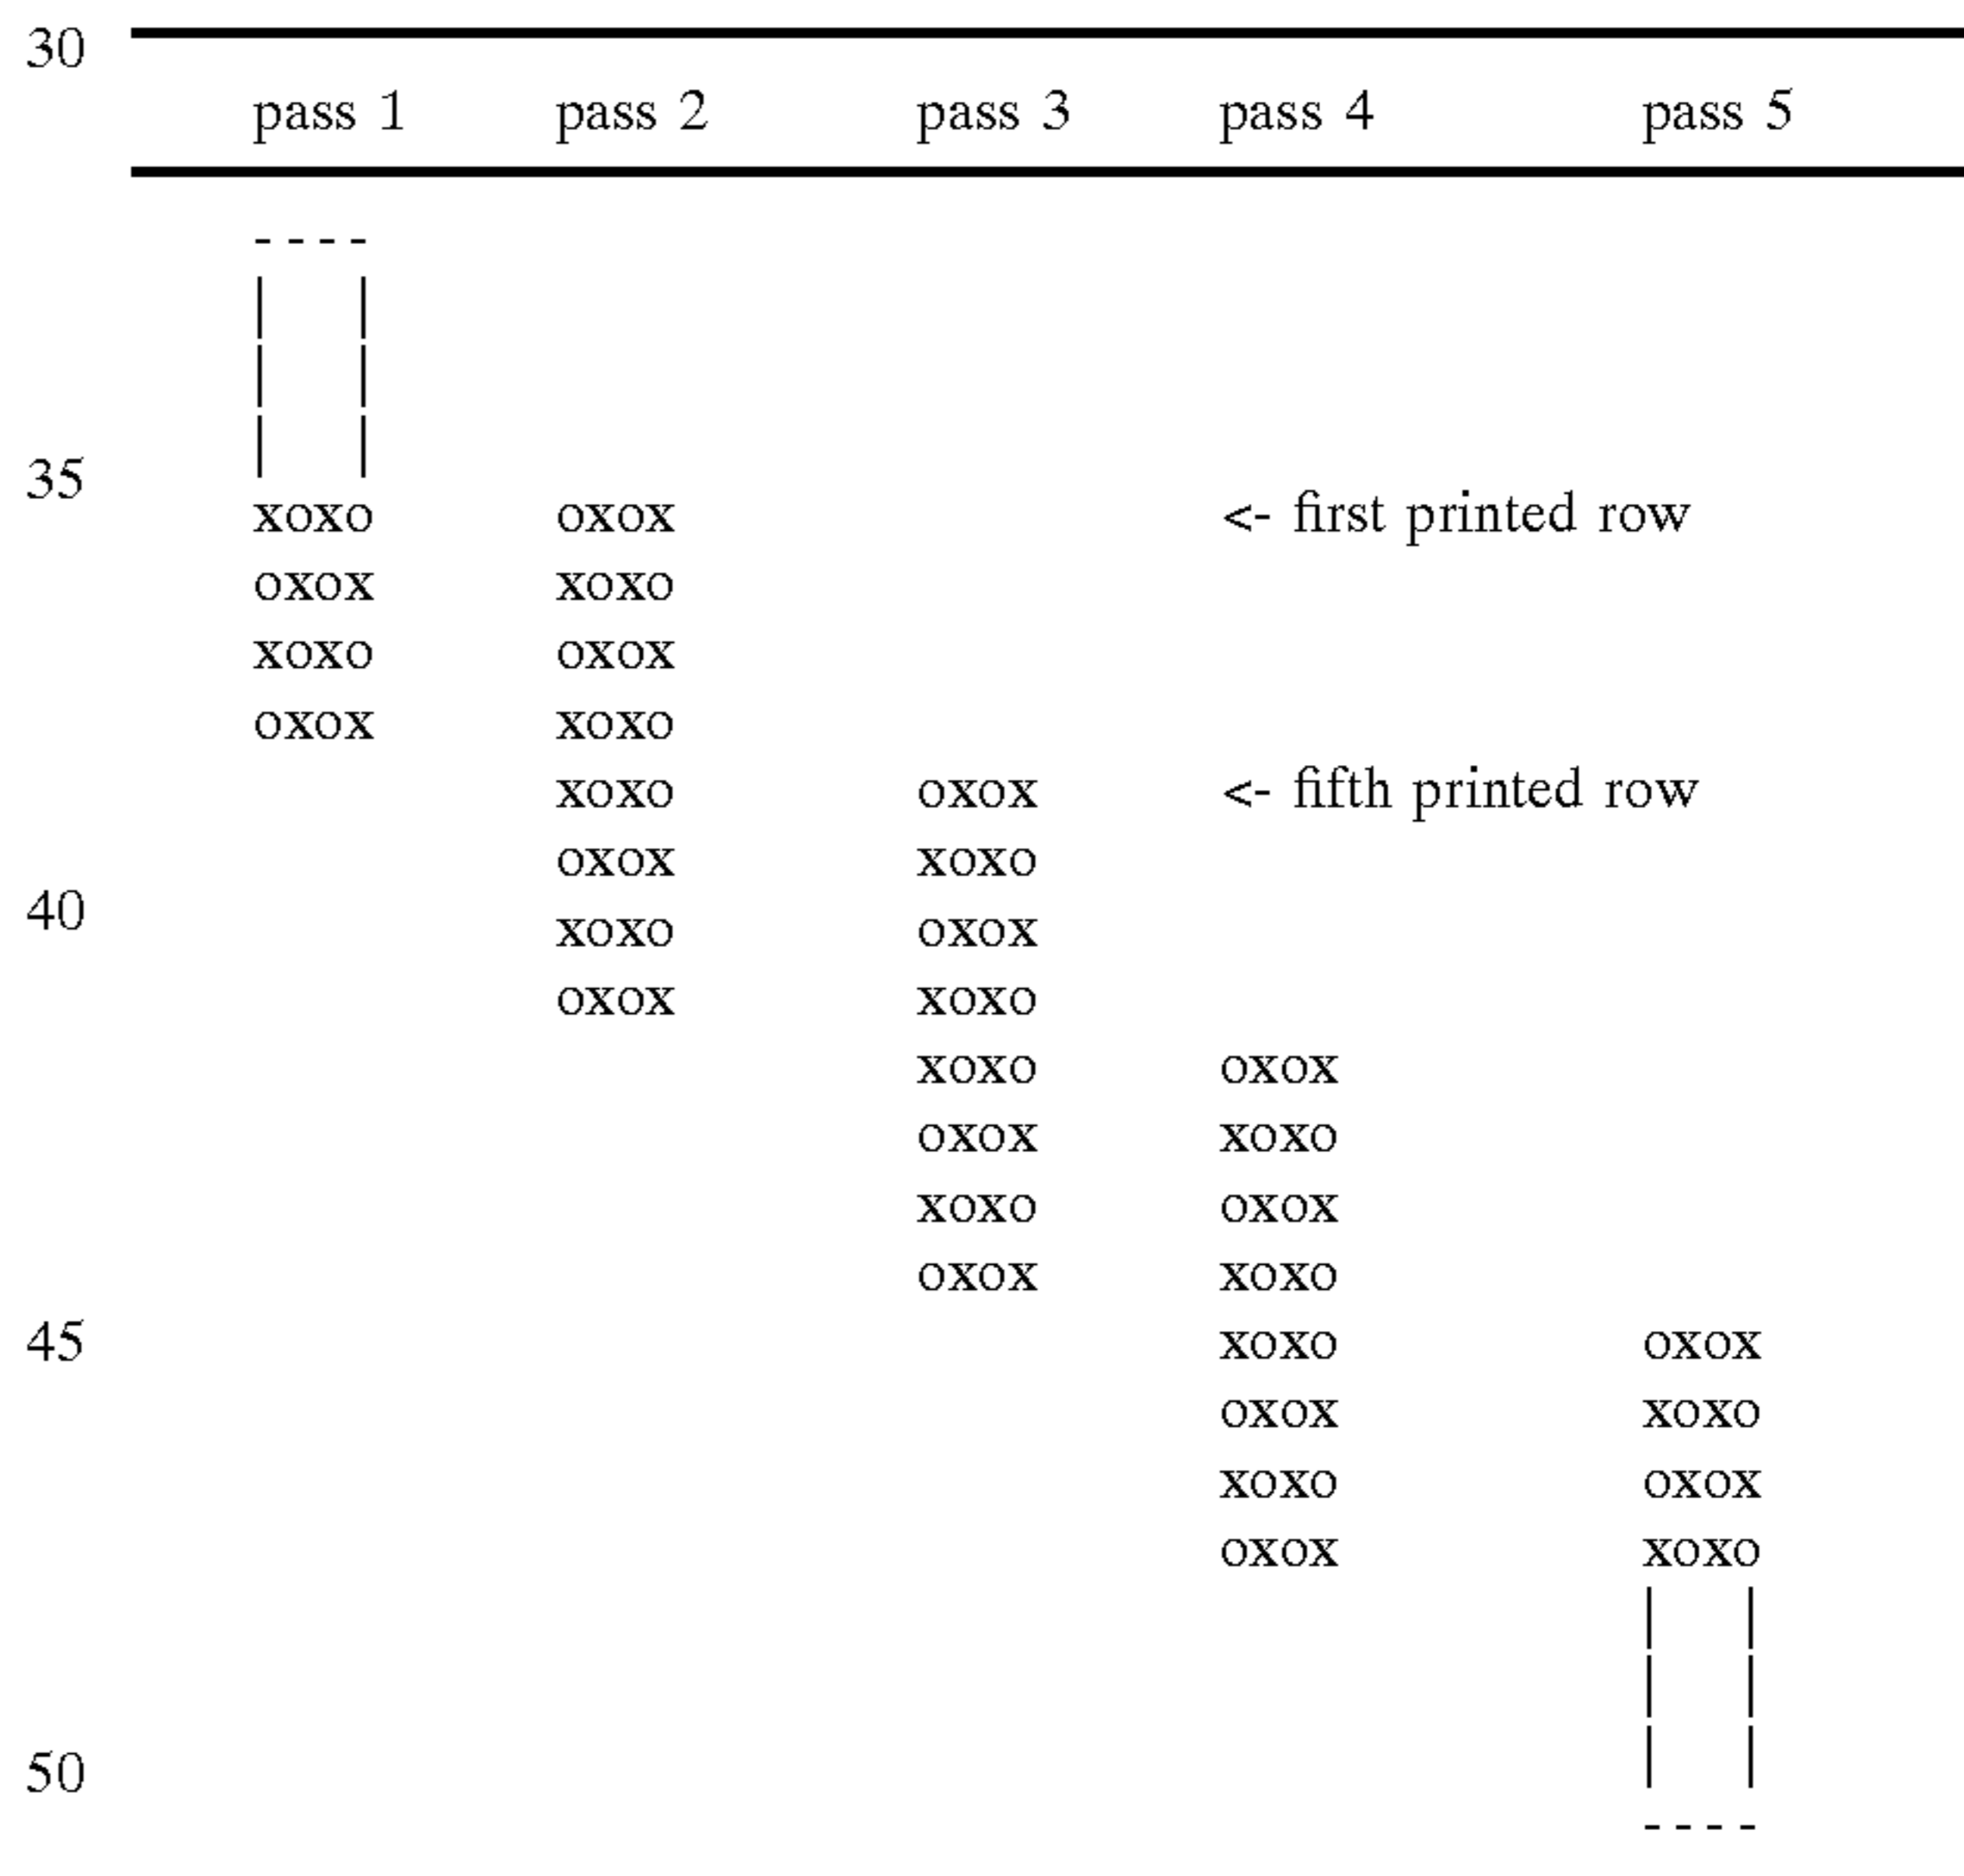 30
pass 1 pass 2 pass 3 pass 4 pass 5
- - - -
| |
| |
| |
35
xoxo oxox <- first printed row
oxox xoxo
xoxo oxox
oxox xoxo
xoxo oxox <- fifth printed row
oxox xoxo
40
xoxo oxox
oxox xoxo
xoxo oxox
oxox xoxo
xoxo oxox
oxox xoxo
45
xoxo oxox
oxox xoxo
xoxo oxox
oxox xoxo
| |
| |
50
| |
- - - -